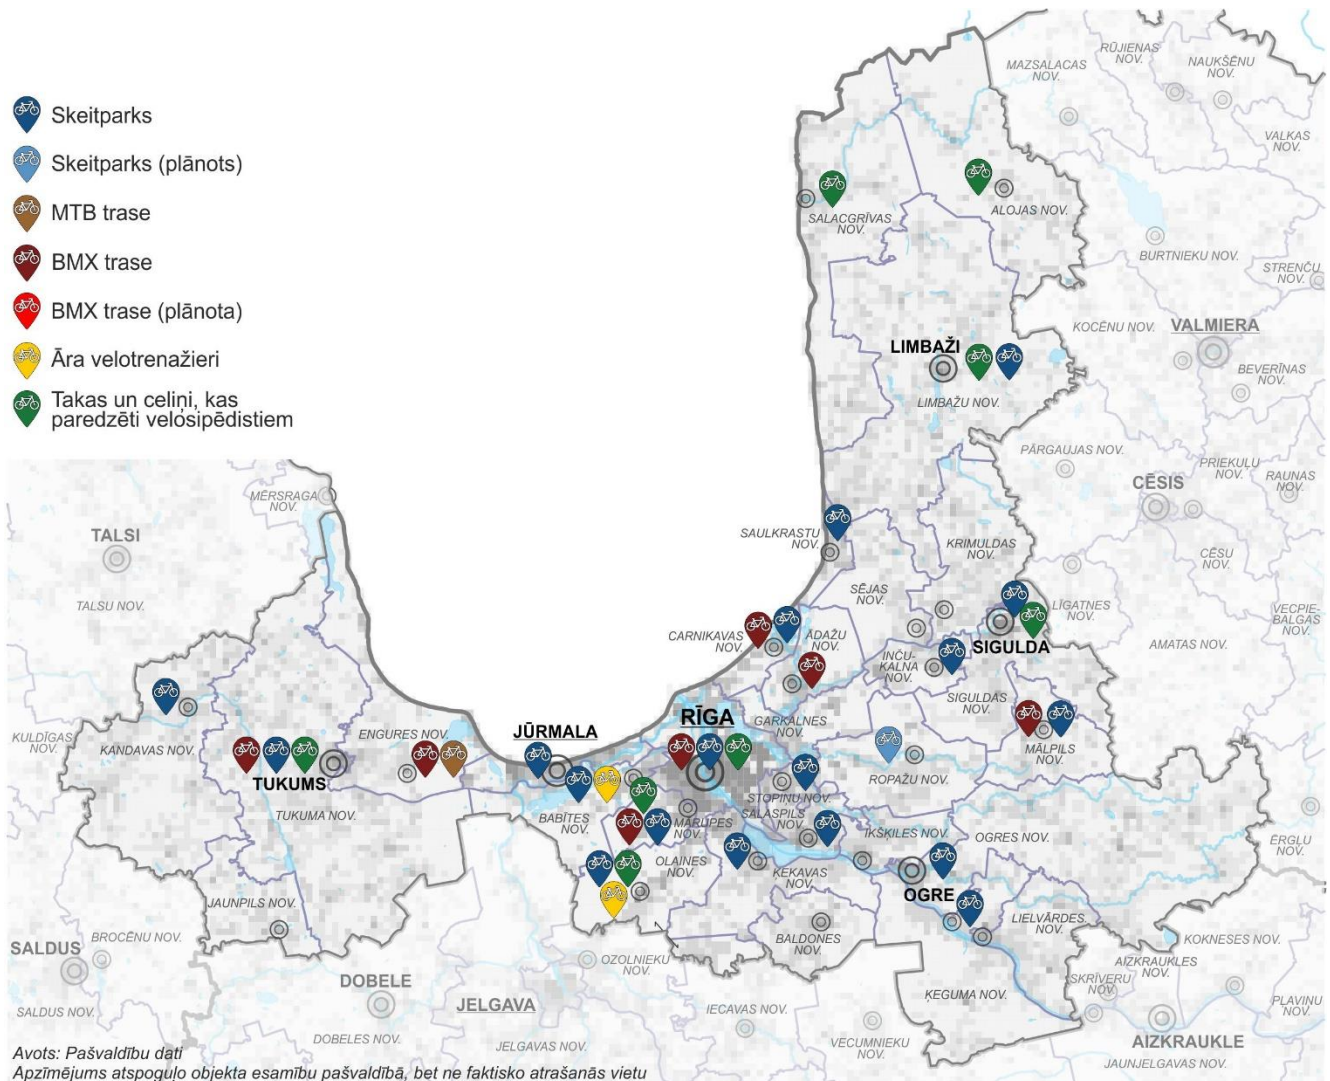 Skeitparks
Skeitparks (plānots)
MTB trase
BMX trase
BMX trase (plānota)
Āra velotrenažieri
Takas un celiņi, kas
paredzēti velosipēdistiem
RŪJIENAS
NOV.
MAZSALACAS
NOV.
NAUKŠĒNU
NOV.
VALKAS
NOV.
SALACGRĪVAS
NOV.
ALOJAS NOV.
BURTNIEKU NOV.
STRENČU
NOV.
KOCĒNU NOV.
VALMIERA
LIMBAŽI
BEVERĪNAS
NOV.
LIMBAŽU NOV.
PĀRGAUJAS NOV.
PRIEKUĻU
NOV.
RAUNAS
NOV.
CĒSIS
MĒRSRAGA
NOV.
TALSI
SAULKRASTU
NOV.
KRIMULDAS
NOV.
CĒSU
NOV.
TALSU NOV.
SĒJAS
NOV.
LĪGATNES
NOV.
VECPIE-
BALGAS
NOV.
CARNIKAVAS
NOV.
ĀDAŽU
NOV.
AMATAS NOV.
SIGULDA
INČU-
KALNA
NOV.
SIGULDAS
NOV.
RĪGA
GARKALNES
NOV.
JŪRMALA
KULDĪGAS
NOV.
KANDAVAS NOV.
ENGURES NOV.
MĀLPILS
NOV.
ROPAŽU NOV.
TUKUMS
STOPIŅU NOV.
TUKUMA NOV.
BABĪTES
NOV.
MĀRUPES
NOV.
SALASPILS
NOV.
IKŠĶILES NOV.
OGRES NOV.
ĒRGĻU
NOV.
OLAINES
NOV.
ĶEKAVAS
NOV.
OGRE
JAUNPILS NOV.
LIELVĀRDES
NOV.
BALDONES
NOV.
SALDUS
BROCĒNU NOV.
KOKNESES NOV.
OZOLNIEKU
NOV.
AIZKRAUKLES
NOV.
DOBELE
SKRĪVERU
NOV.
JELGAVA
ĶEGUMA NOV.
PĻAVIŅU
NOV.
SALDUS NOV.
IECAVAS NOV.
DOBELES NOV.
JELGAVAS NOV.
VECUMNIEKU
NOV.
AIZKRAUKLE
JAUNJELGAVAS NOV.
Avots: Pašvaldību dati
Apzīmējums atspoguļo objekta esamību pašvaldībā, bet ne faktisko atrašanās vietu